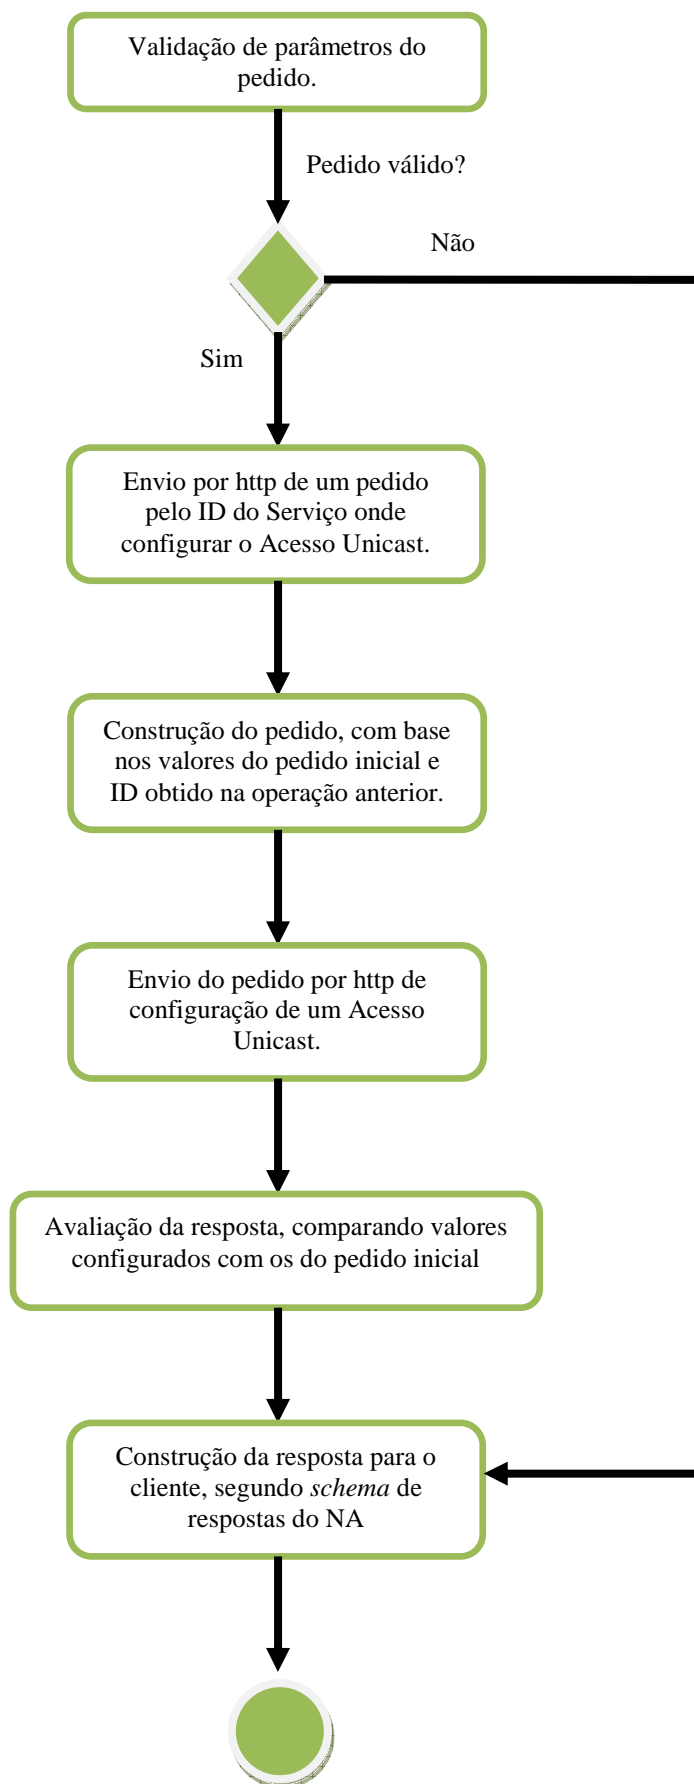 Validação de parâmetros do
pedido.
Pedido válido?
Não
Sim
Envio por http de um pedido
pelo ID do Serviço onde
configurar o Acesso Unicast.
Construção do pedido, com base
nos valores do pedido inicial e
ID obtido na operação anterior.
Envio do pedido por http de
configuração de um Acesso
Unicast.
Avaliação da resposta, comparando valores
configurados com os do pedido inicial
Construção da resposta para o
cliente, segundo schema de
respostas do NA